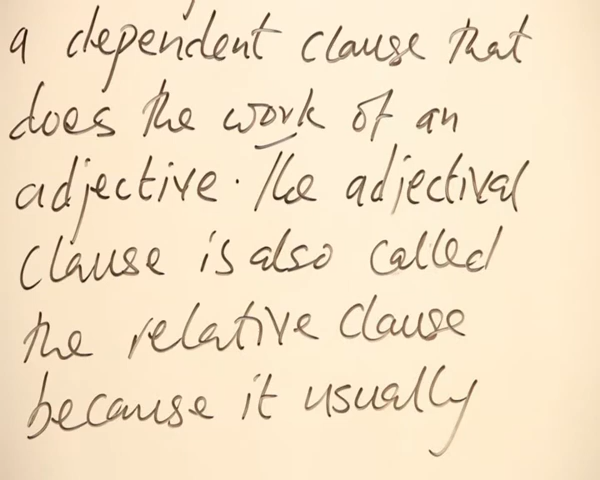 a dependent clause that
does the work of an
adjective. The adjectival
clause is also called
the relative clause
because it usually